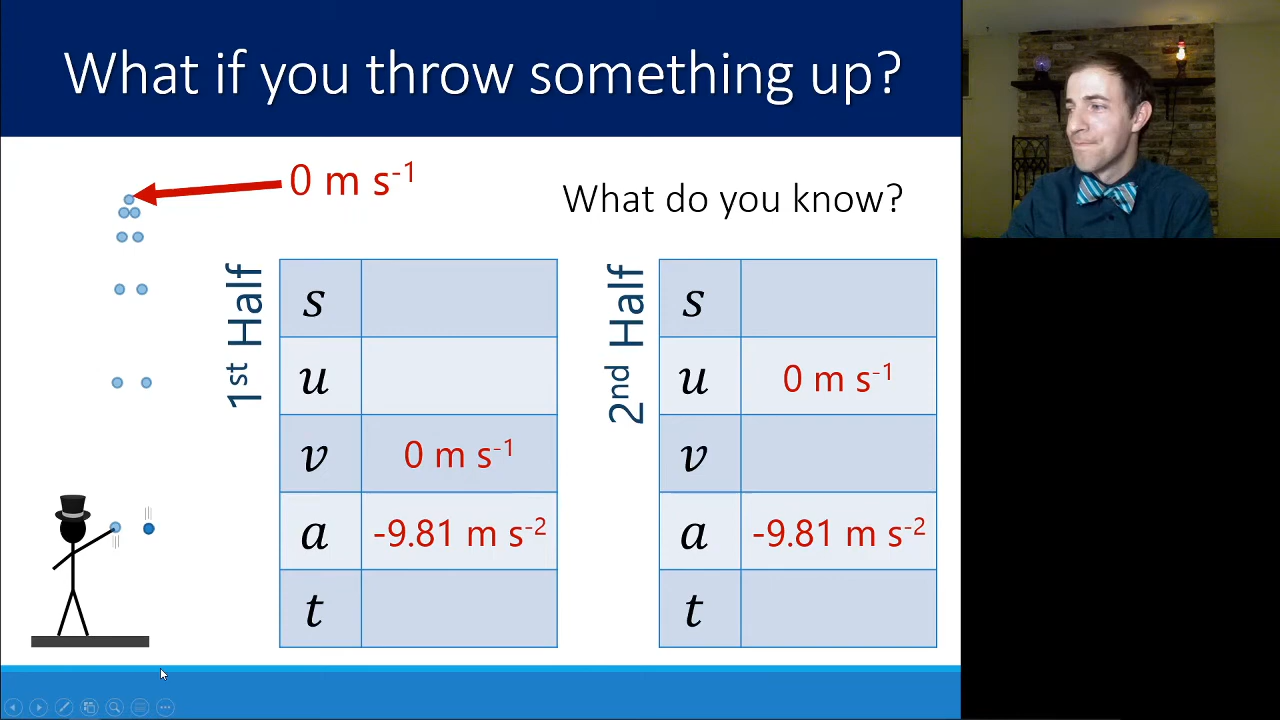 What if you throw something up?
0 m s⁻¹
What do you know?
1st Half
s
u
v 0 m s⁻¹
a -9.81 m s⁻²
t
2nd Half
s
u 0 m s⁻¹
v
a -9.81 m s⁻²
t